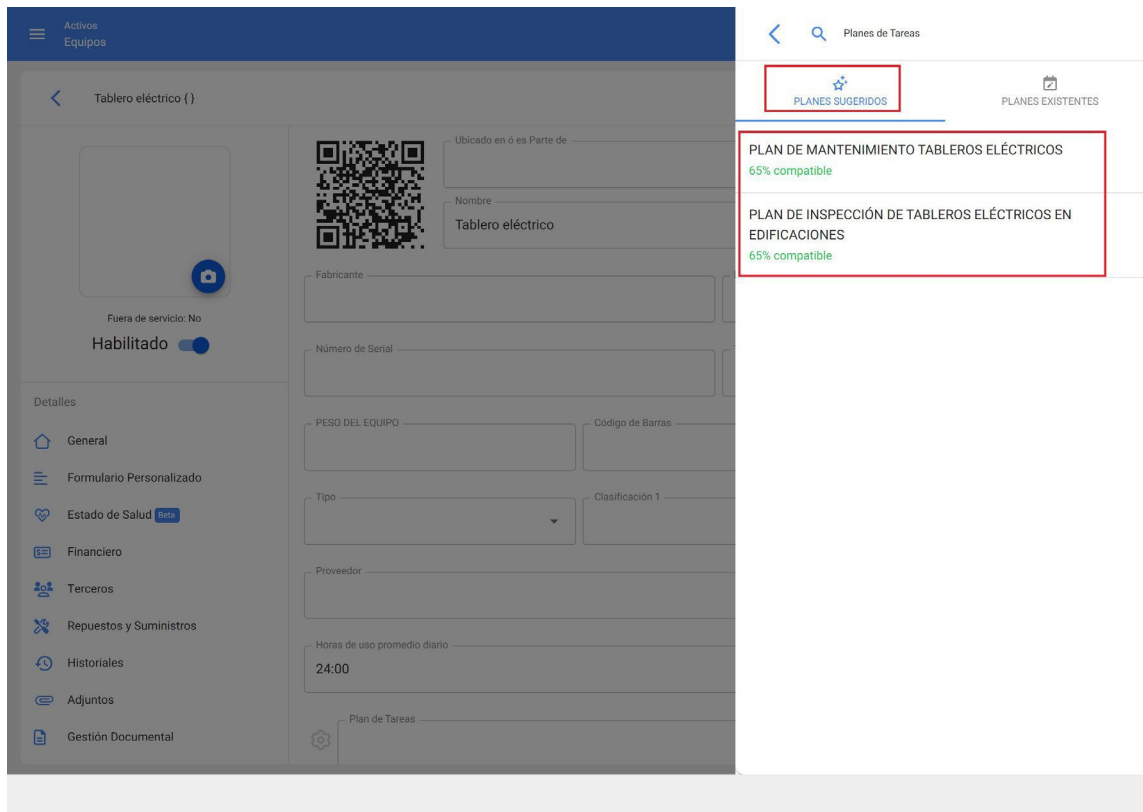 Activos
Equipos
Tablero eléctrico { }
Fuera de servicio: No
Habilitado
Detalles
General
Formulario Personalizado
Estado de Salud Beta
Financiero
Terceros
Repuestos y Suministros
Historiales
Adjuntos
Gestión Documental
Ubicado en ó es Parte de
Nombre
Tablero eléctrico
Fabricante
Número de Serial
PESO DEL EQUIPO
Código de Barras
Tipo
Clasificación 1
Proveedor
Horas de uso promedio diario
24:00
Plan de Tareas
Planes de Tareas
PLANES SUGERIDOS
PLANES EXISTENTES
PLAN DE MANTENIMIENTO TABLEROS ELÉCTRICOS
65% compatible
PLAN DE INSPECCIÓN DE TABLEROS ELÉCTRICOS EN
EDIFICACIONES
65% compatible